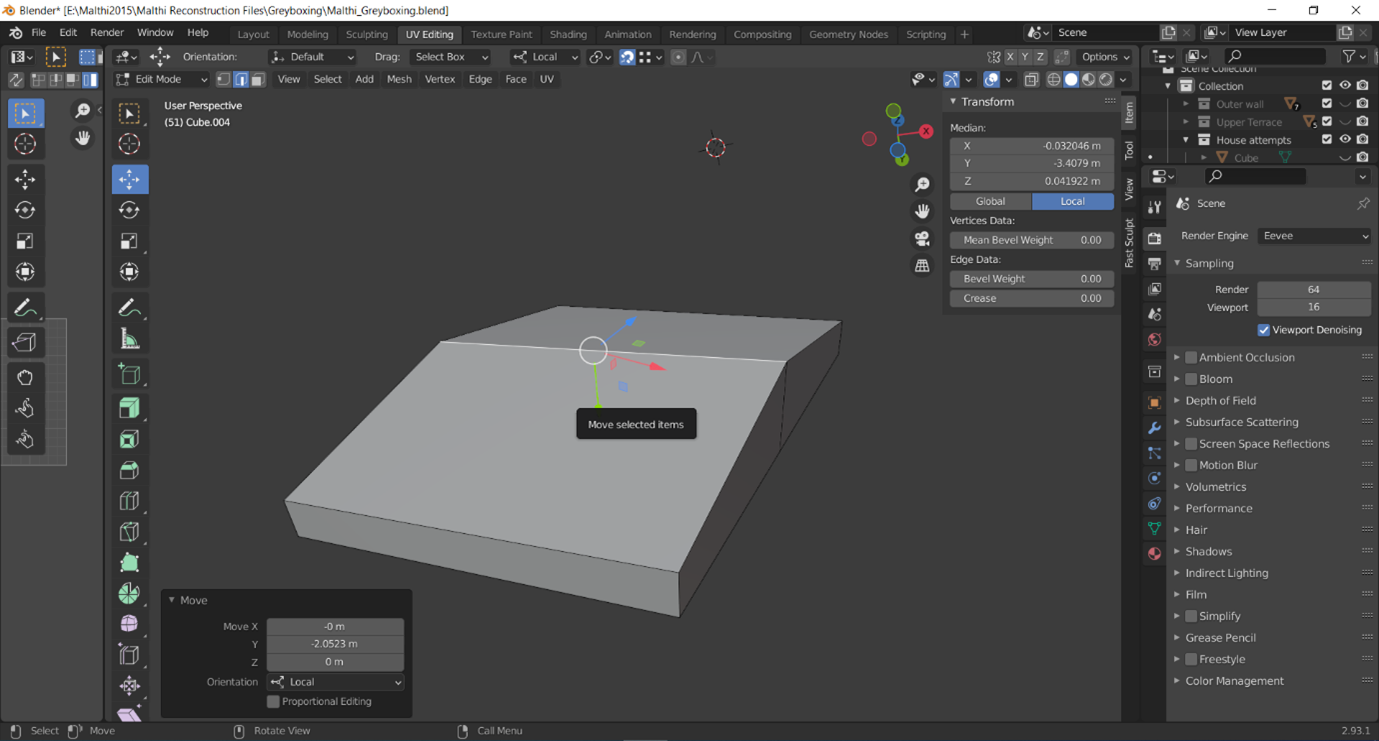 Blender* [E:\Malthi2015\Malthi Reconstruction Files\Greyboxing\Malthi_Greyboxing.blend]
File Edit Render Window Help Layout Modeling Sculpting UV Editing Texture Paint Shading Animation Rendering Compositing Geometry Nodes Scripting + Scene View Layer
Orientation: Default Drag: Select Box Local X Y Z Options
Edit Mode View Select Add Mesh Vertex Edge Face UV
User Perspective
(51) Cube.004
X
Z
Y
Transform
Median:
X -0.032046 m
Y -3.4079 m
Z 0.041922 m
Global Local
Vertices Data:
Mean Bevel Weight 0.00
Edge Data:
Bevel Weight 0.00
Crease 0.00
Item
Tool
View
Fast Sculpt
Scene Collection
Collection
Outer wall 7
Upper Terrace 5
House attempts
Cube
Scene
Render Engine Eevee
Sampling
Render 64
Viewport 16
Viewport Denoising
Ambient Occlusion
Bloom
Depth of Field
Subsurface Scattering
Screen Space Reflections
Motion Blur
Volumetrics
Performance
Hair
Shadows
Indirect Lighting
Film
Simplify
Grease Pencil
Freestyle
Color Management
Move selected items
Move
Move X -0 m
Y -2.0523 m
Z 0 m
Orientation Local
Proportional Editing
Select Move Rotate View Call Menu 2.93.1